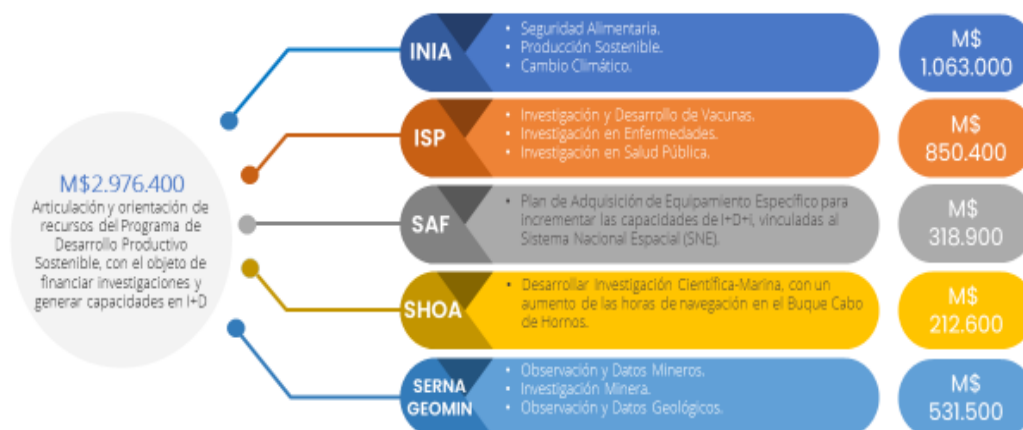 M$2.976.400
Articulación y orientación de
recursos del Programa de
Desarrollo Productivo
Sostenible, con el objeto de
financiar investigaciones y
generar capacidades en I+D
INIA
• Seguridad Alimentaria.
• Producción Sostenible.
• Cambio Climático.
M$
1.063.000
ISP
• Investigación y Desarrollo de Vacunas.
• Investigación en Enfermedades.
• Investigación en Salud Pública.
M$
850.400
SAF
• Plan de Adquisición de Equipamiento Específico para
incrementar las capacidades de I+D+i, vinculadas al
Sistema Nacional Espacial (SNE).
M$
318.900
SHOA
• Desarrollar Investigación Científica-Marina, con un
aumento de las horas de navegación en el Buque Cabo
de Hornos.
M$
212.600
SERNA
GEOMIN
• Observación y Datos Mineros.
• Investigación Minera.
• Observación y Datos Geológicos.
M$
531.500